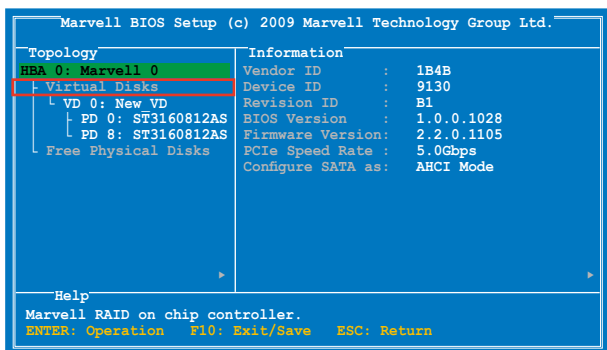 Marvell BIOS Setup (c) 2009 Marvell Technology Group Ltd.
Topology
HBA 0: Marvell 0
Virtual Disks
VD 0: New_VD
PD 0: ST3160812AS
PD 8: ST3160812AS
Free Physical Disks
Information
Vendor ID : 1B4B
Device ID : 9130
Revision ID : B1
BIOS Version : 1.0.0.1028
Firmware Version: 2.2.0.1105
PCIe Speed Rate : 5.0Gbps
Configure SATA as: AHCI Mode
Help
Marvell RAID on chip controller.
ENTER: Operation F10: Exit/Save ESC: Return